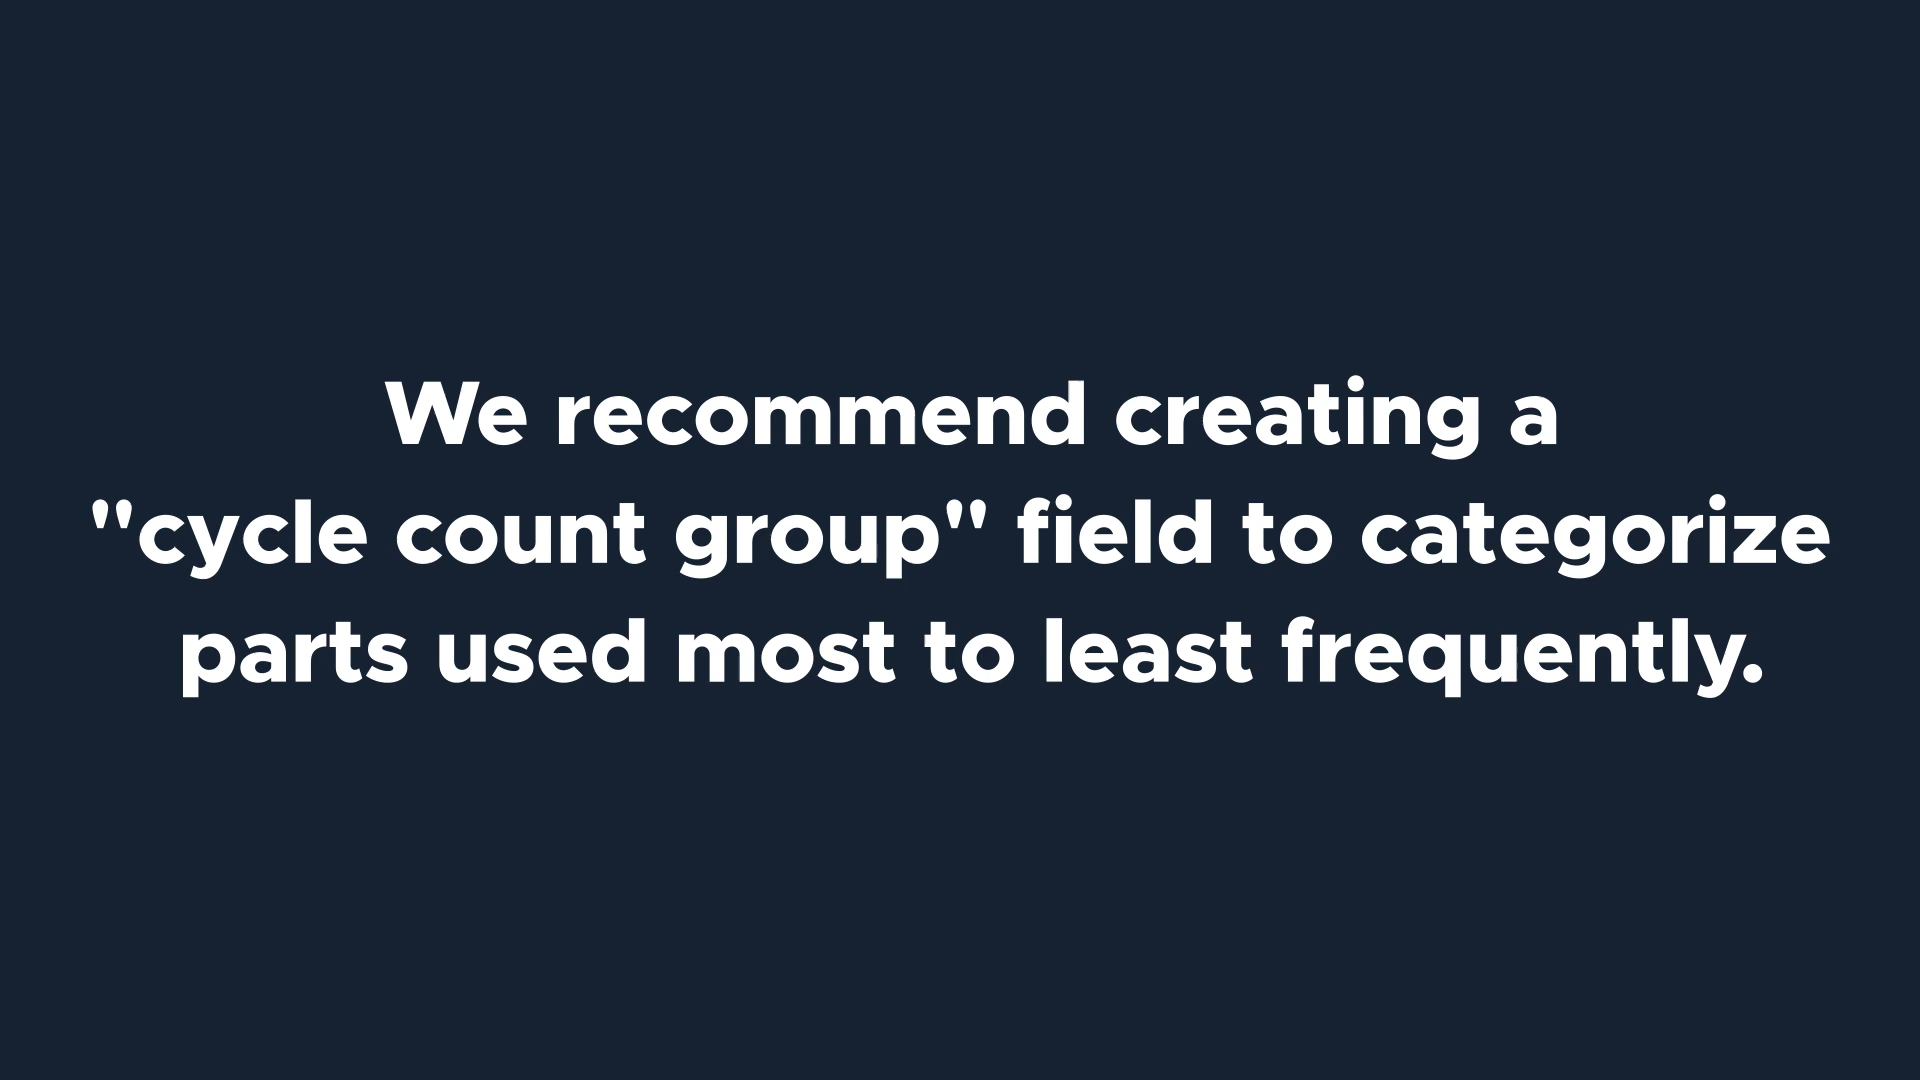 We recommend creating a
"cycle count group" field to categorize
parts used most to least frequently.